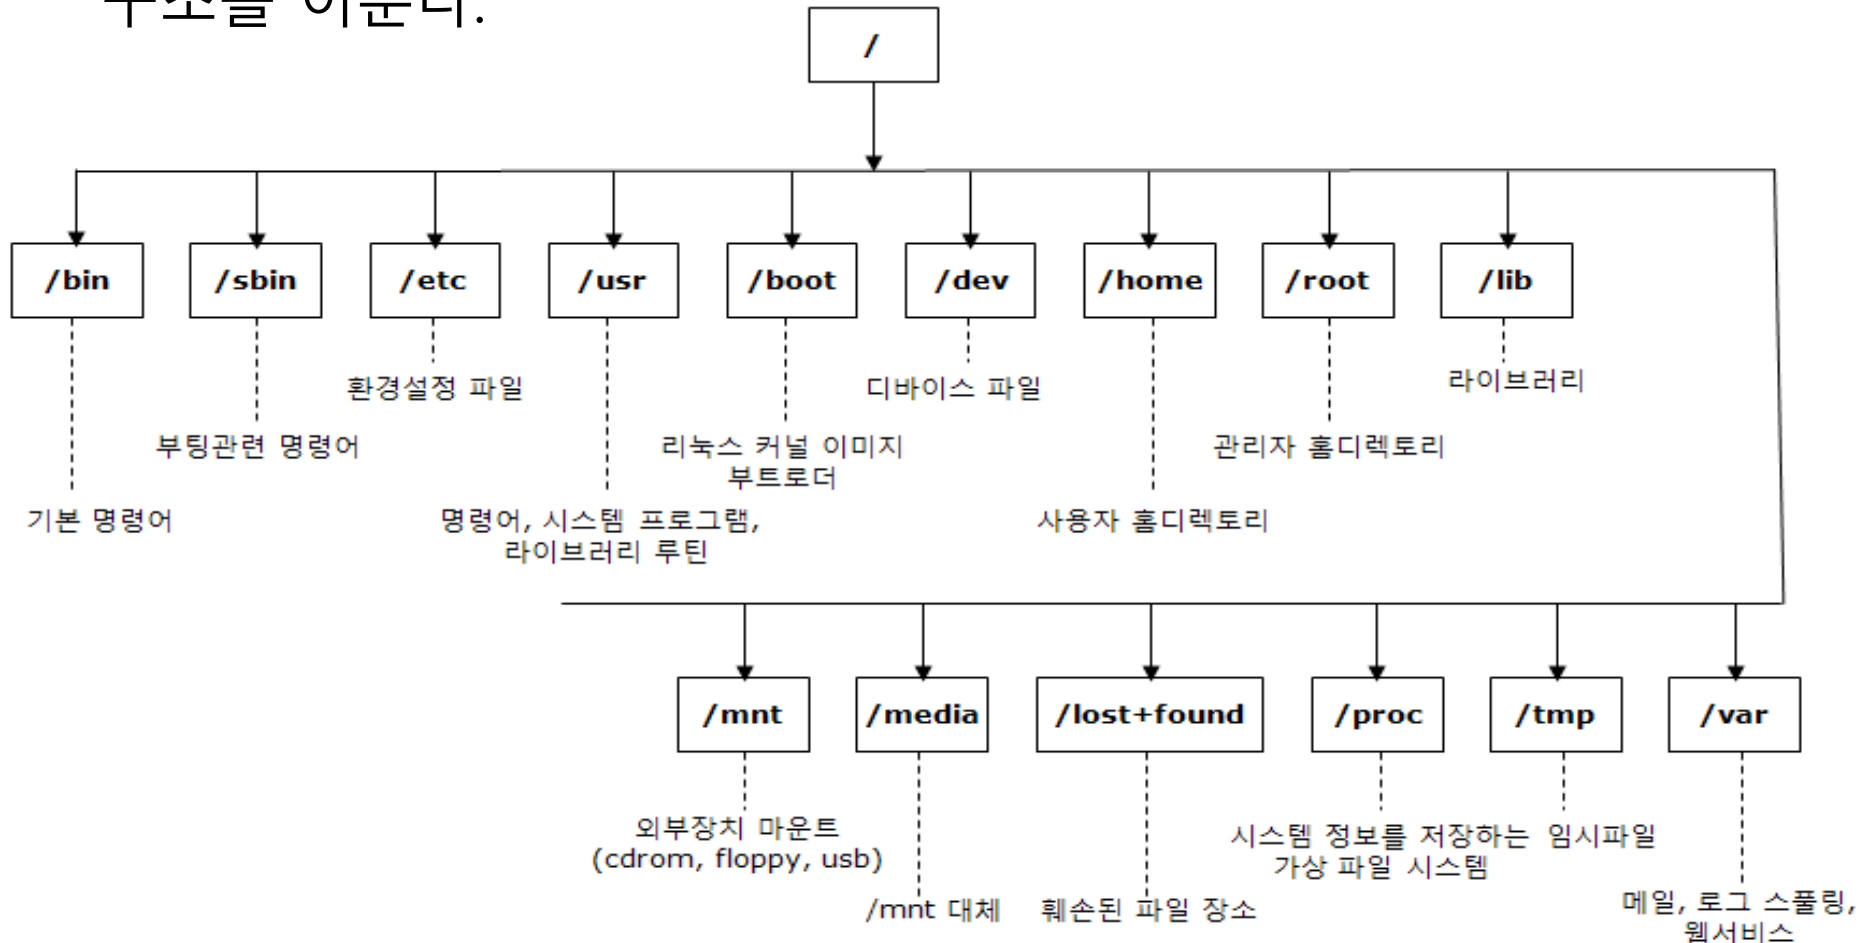 구조를 이룬다.
/
/bin
/sbin
/etc
/usr
/boot
/dev
/home
/root
/lib
환경설정 파일
디바이스 파일
라이브러리
부팅관련 명령어
리눅스 커널 이미지
부트로더
관리자 홈디렉토리
기본 명령어
명령어, 시스템 프로그램,
라이브러리 루틴
사용자 홈디렉토리
/mnt
/media
/lost+found
/proc
/tmp
/var
외부장치 마운트
(cdrom, floppy, usb)
시스템 정보를 저장하는
가상 파일 시스템
임시파일
/mnt 대체
훼손된 파일 장소
메일, 로그 스풀링,
웹서비스